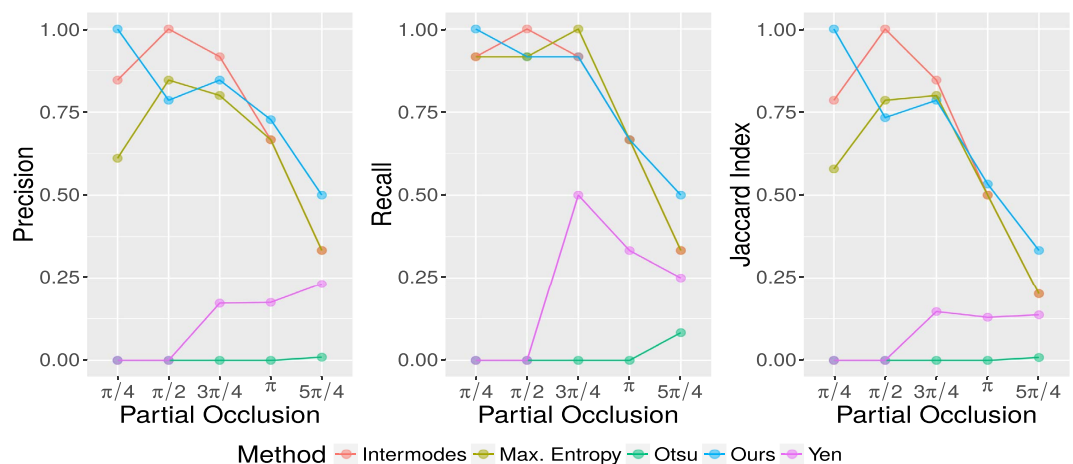 Precision
1.00
0.75
0.50
0.25
0.00
π/4 π/2 3π/4 π 5π/4
Partial Occlusion
Recall
1.00
0.75
0.50
0.25
0.00
π/4 π/2 3π/4 π 5π/4
Partial Occlusion
Jaccard Index
1.00
0.75
0.50
0.25
0.00
π/4 π/2 3π/4 π 5π/4
Partial Occlusion
Method Intermodes Max. Entropy Otsu Ours Yen